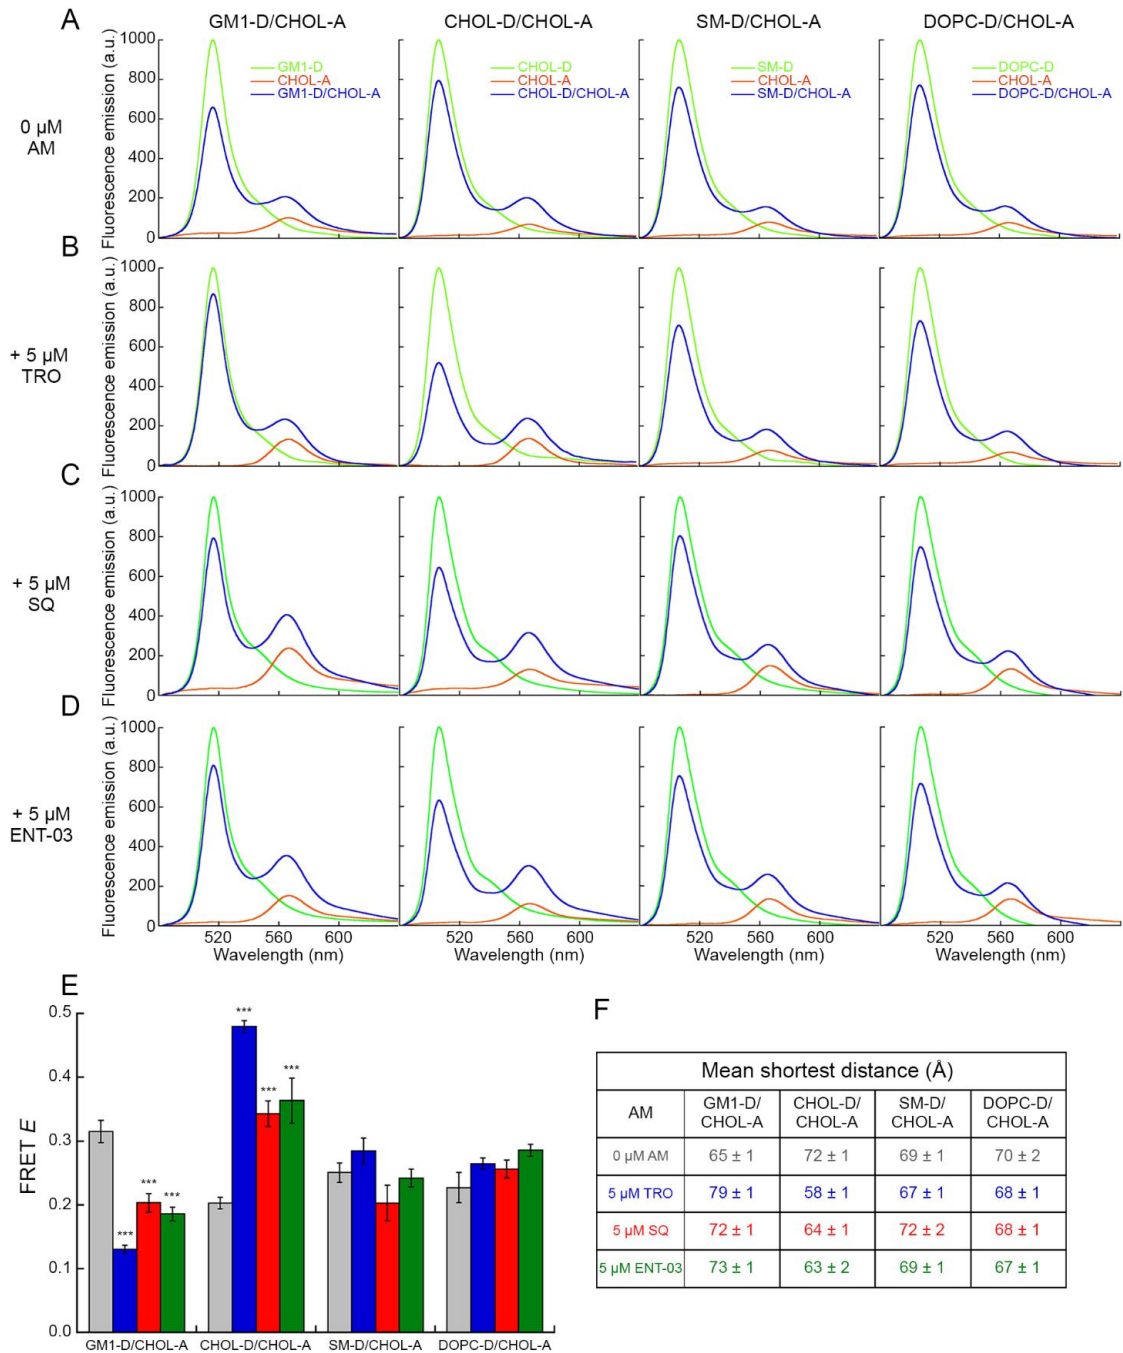 A
GM1-D/CHOL-A
CHOL-D/CHOL-A
SM-D/CHOL-A
DOPC-D/CHOL-A
0 µM
AM
Fluorescence emission (a.u.)
1000
800
600
400
200
0
GM1-D
CHOL-A
GM1-D/CHOL-A
CHOL-D
CHOL-A
CHOL-D/CHOL-A
SM-D
CHOL-A
SM-D/CHOL-A
DOPC-D
CHOL-A
DOPC-D/CHOL-A
B
+ 5 µM
TRO
Fluorescence emission (a.u.)
1000
800
600
400
200
0
C
+ 5 µM
SQ
Fluorescence emission (a.u.)
1000
800
600
400
200
0
D
+ 5 µM
ENT-03
Fluorescence emission (a.u.)
1000
800
600
400
200
0
520 560 600
520 560 600
520 560 600
520 560 600
Wavelength (nm)
Wavelength (nm)
Wavelength (nm)
Wavelength (nm)
E
FRET E
0.5
0.4
0.3
0.2
0.1
0.0
***
***
***
***
***
***
GM1-D/CHOL-A
CHOL-D/CHOL-A
SM-D/CHOL-A
DOPC-D/CHOL-A
F
Mean shortest distance (Å)
AM GM1-D/CHOL-A CHOL-D/CHOL-A SM-D/CHOL-A DOPC-D/CHOL-A
0 µM AM 65 ± 1 72 ± 1 69 ± 1 70 ± 2
5 µM TRO 79 ± 1 58 ± 1 67 ± 1 68 ± 1
5 µM SQ 72 ± 1 64 ± 1 72 ± 2 68 ± 1
5 µM ENT-03 73 ± 1 63 ± 2 69 ± 1 67 ± 1